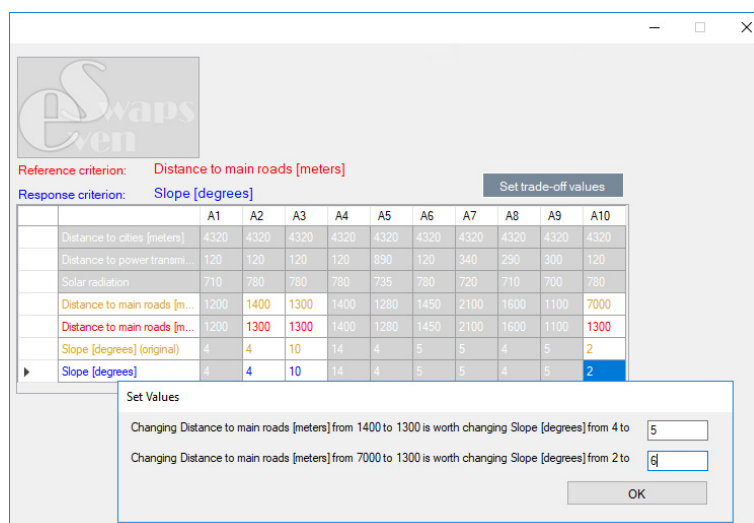 Even Swaps
Reference criterion: Distance to main roads [meters]
Response criterion: Slope [degrees]
Set trade-off values
A1 A2 A3 A4 A5 A6 A7 A8 A9 A10
Distance to cities [meters] 4320 4320 4320 4320 4320 4320 4320 4320 4320 4320
Distance to power transmi... 120 120 120 120 890 120 340 290 300 120
Solar radiation 710 780 780 780 735 780 720 710 700 780
Distance to main roads [m... 1200 1400 1300 1400 1280 1450 2100 1600 1100 7000
Distance to main roads [m... 1200 1300 1300 1400 1280 1450 2100 1600 1100 1300
Slope [degrees] (original) 4 4 10 14 4 5 5 4 5 2
Slope [degrees] 4 4 10 14 4 5 5 4 5 2
Set Values
Changing Distance to main roads [meters] from 1400 to 1300 is worth changing Slope [degrees] from 4 to 5
Changing Distance to main roads [meters] from 7000 to 1300 is worth changing Slope [degrees] from 2 to 6
OK